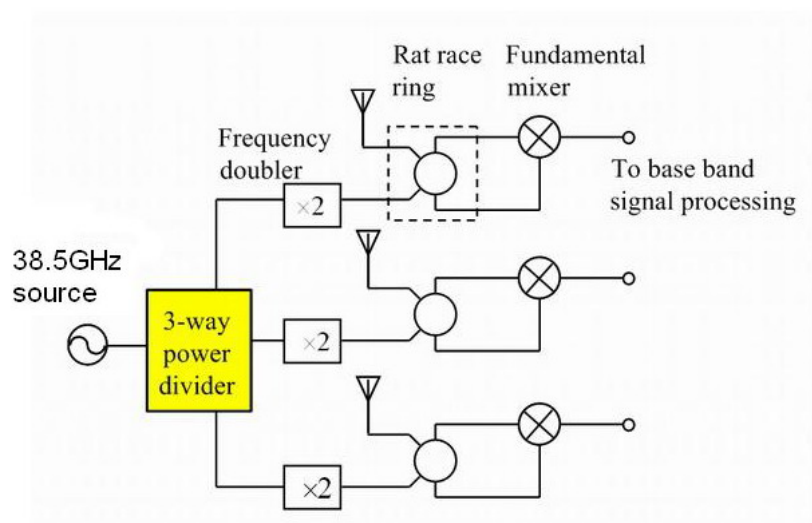 Rat race
ring
Fundamental
mixer
Frequency
doubler
×2
To base band
signal processing
38.5GHz
source
3-way
power
divider
×2
×2